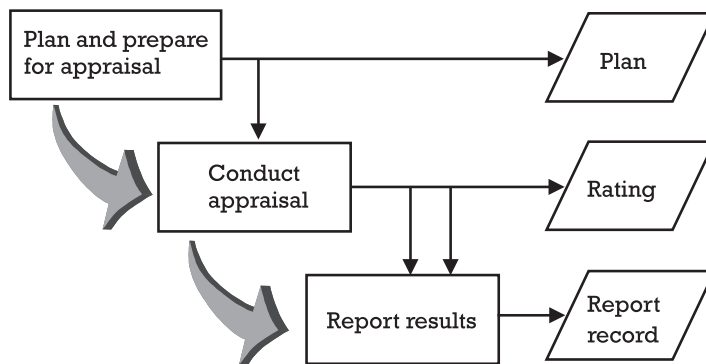 Plan and prepare
for appraisal
Plan
Conduct
appraisal
Rating
Report results
Report
record